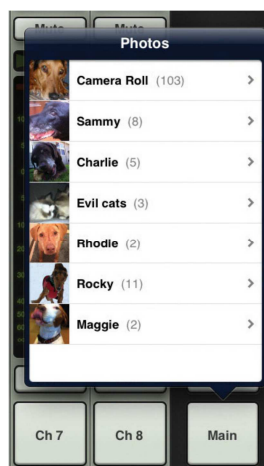 Mute Mute
Photos
Camera Roll (103)
Sammy (8)
Charlie (5)
Evil cats (3)
Rhodie (2)
Rocky (11)
Maggie (2)
Ch 7 Ch 8 Main